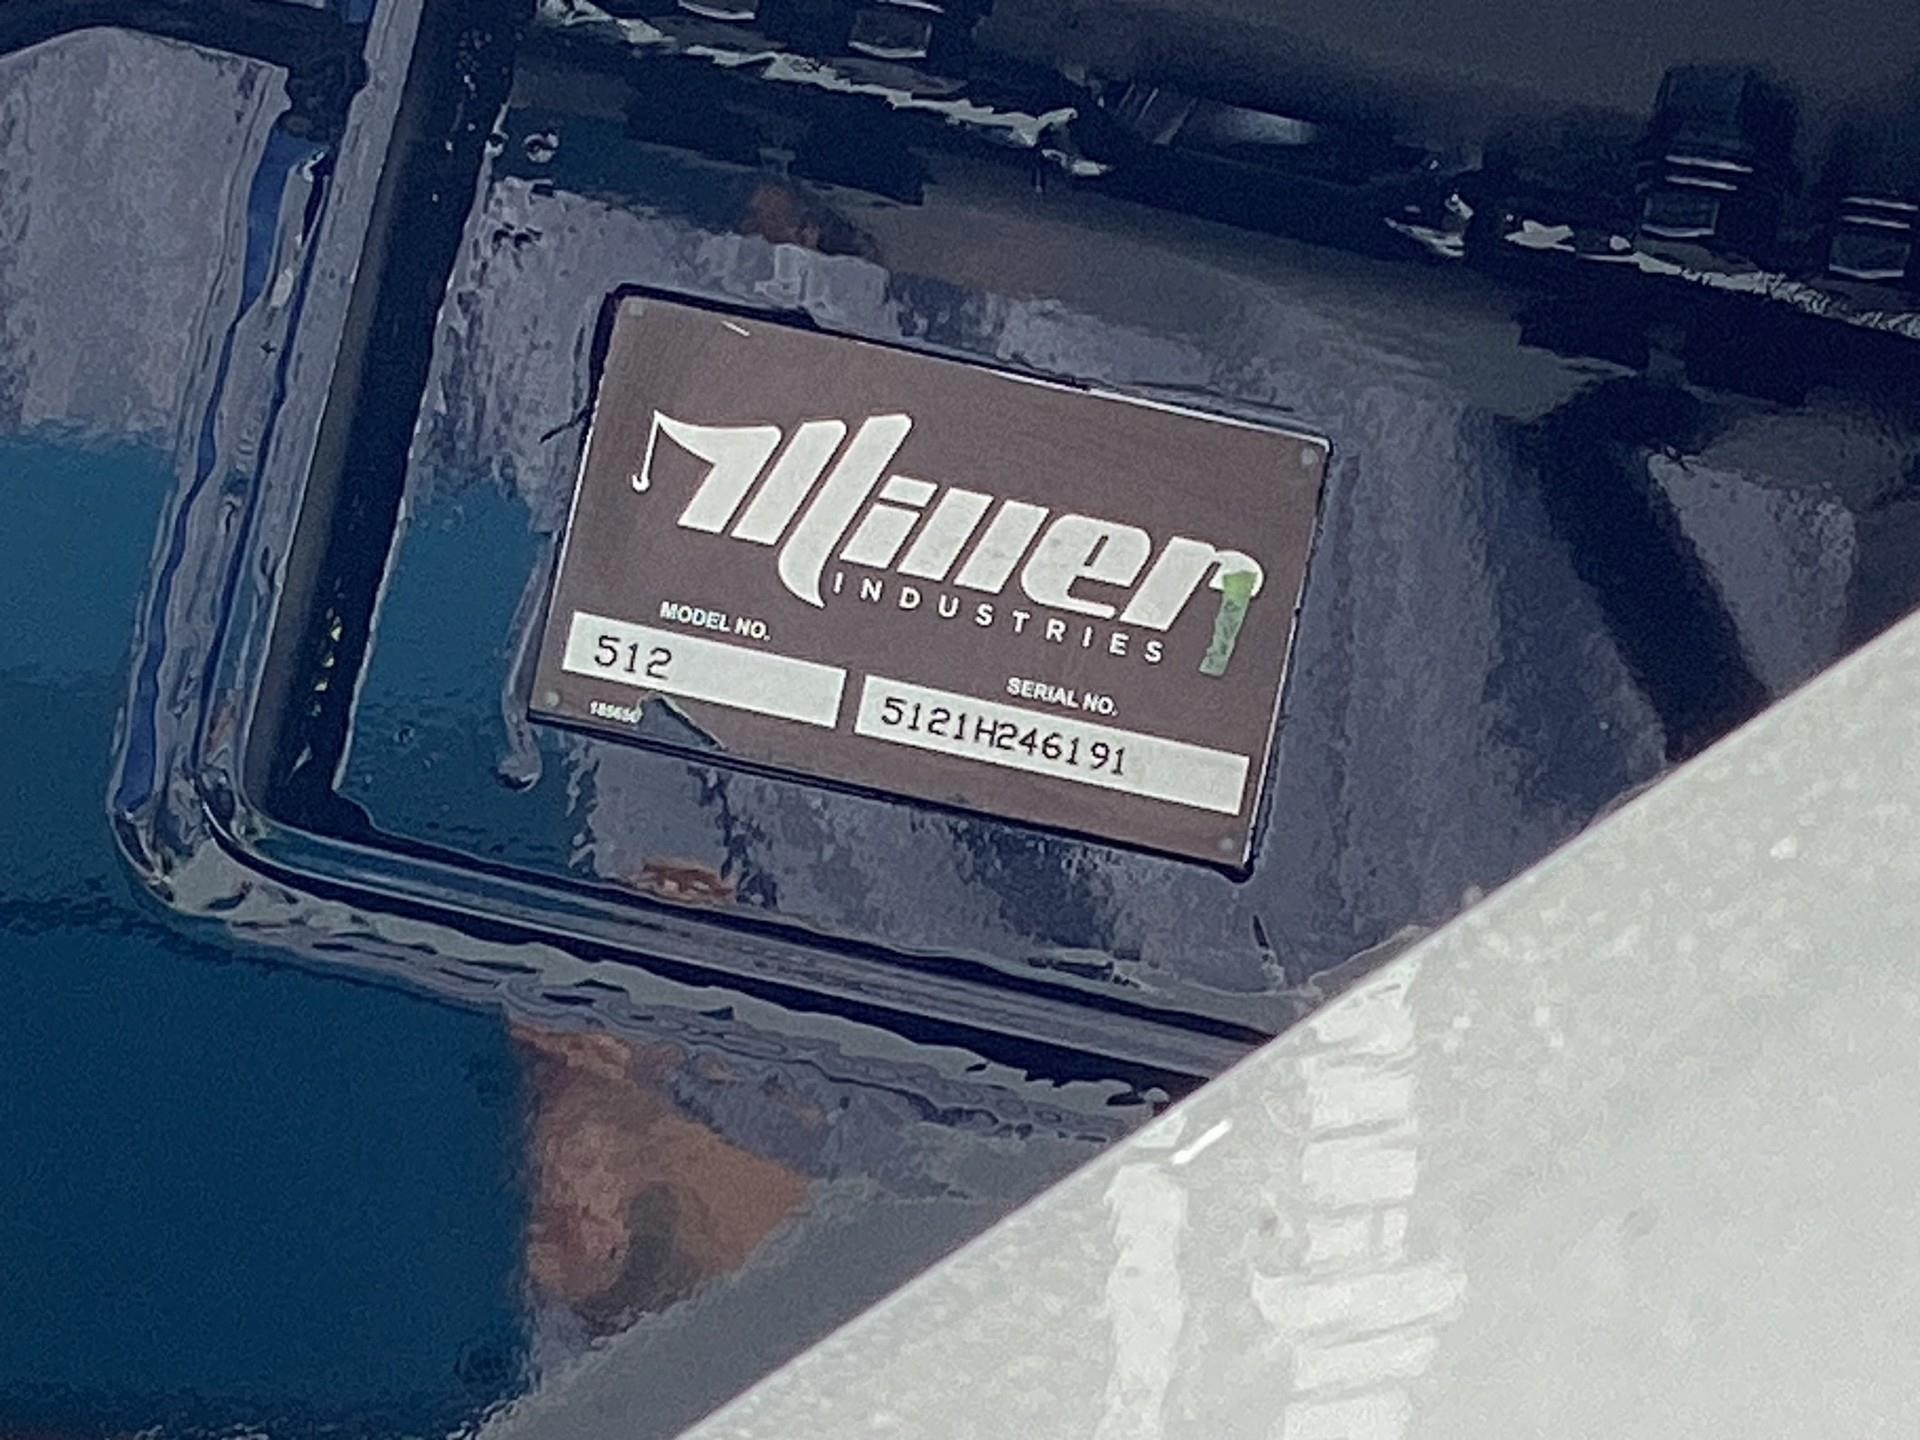 Miller
INDUSTRIES
MODEL NO.
512
SERIAL NO.
5121H246191